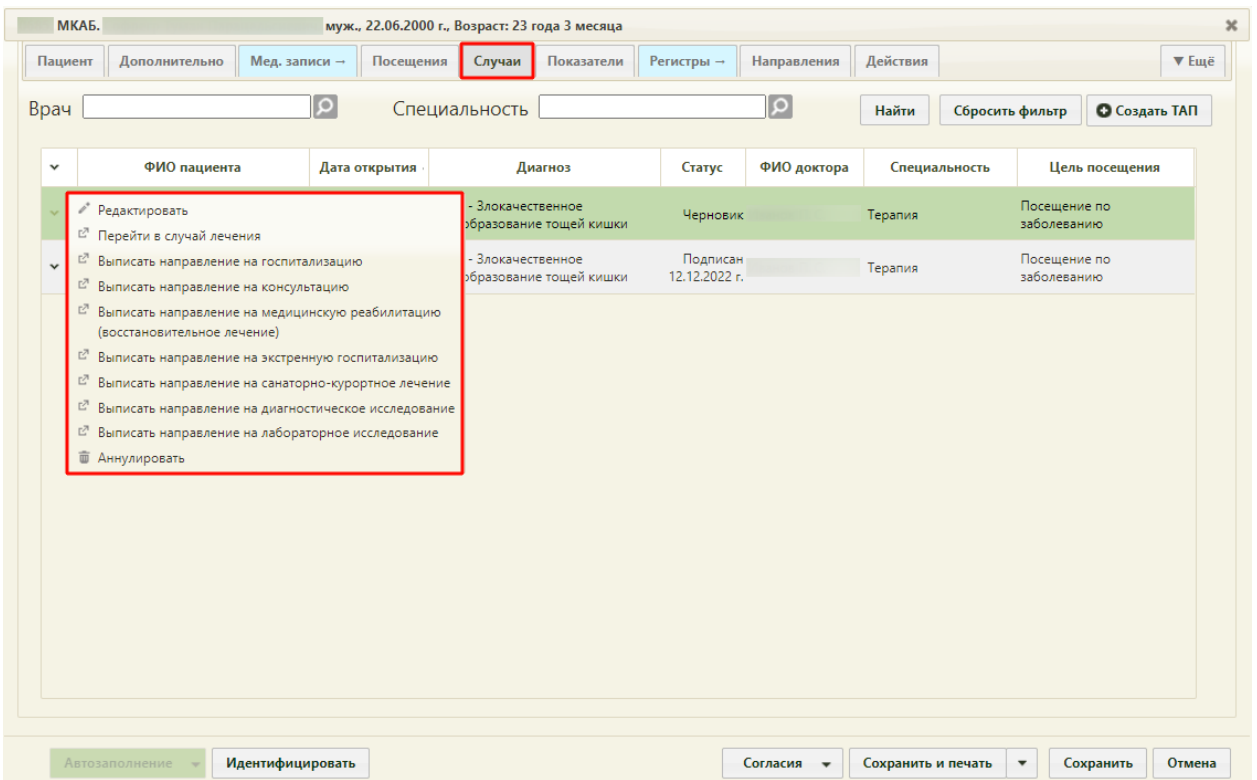 МКАБ. муж., 22.06.2000 г., Возраст: 23 года 3 месяца
Пациент Дополнительно Мед. записи → Посещения Случаи Показатели Регистры → Направления Действия ▼ Ещё
Врач Специальность Найти Сбросить фильтр Создать ТАП
ФИО пациента Дата открытия Диагноз Статус ФИО доктора Специальность Цель посещения
Редактировать
Перейти в случай лечения
Выписать направление на госпитализацию
Выписать направление на консультацию
Выписать направление на медицинскую реабилитацию
(восстановительное лечение)
Выписать направление на экстренную госпитализацию
Выписать направление на санаторно-курортное лечение
Выписать направление на диагностическое исследование
Выписать направление на лабораторное исследование
Аннулировать
- Злокачественное
образование тощей кишки
Черновик
Терапия
Посещение по
заболеванию
- Злокачественное
образование тощей кишки
Подписан
12.12.2022 г.
Терапия
Посещение по
заболеванию
Автозаполнение Идентифицировать Согласия Сохранить и печать Сохранить Отмена